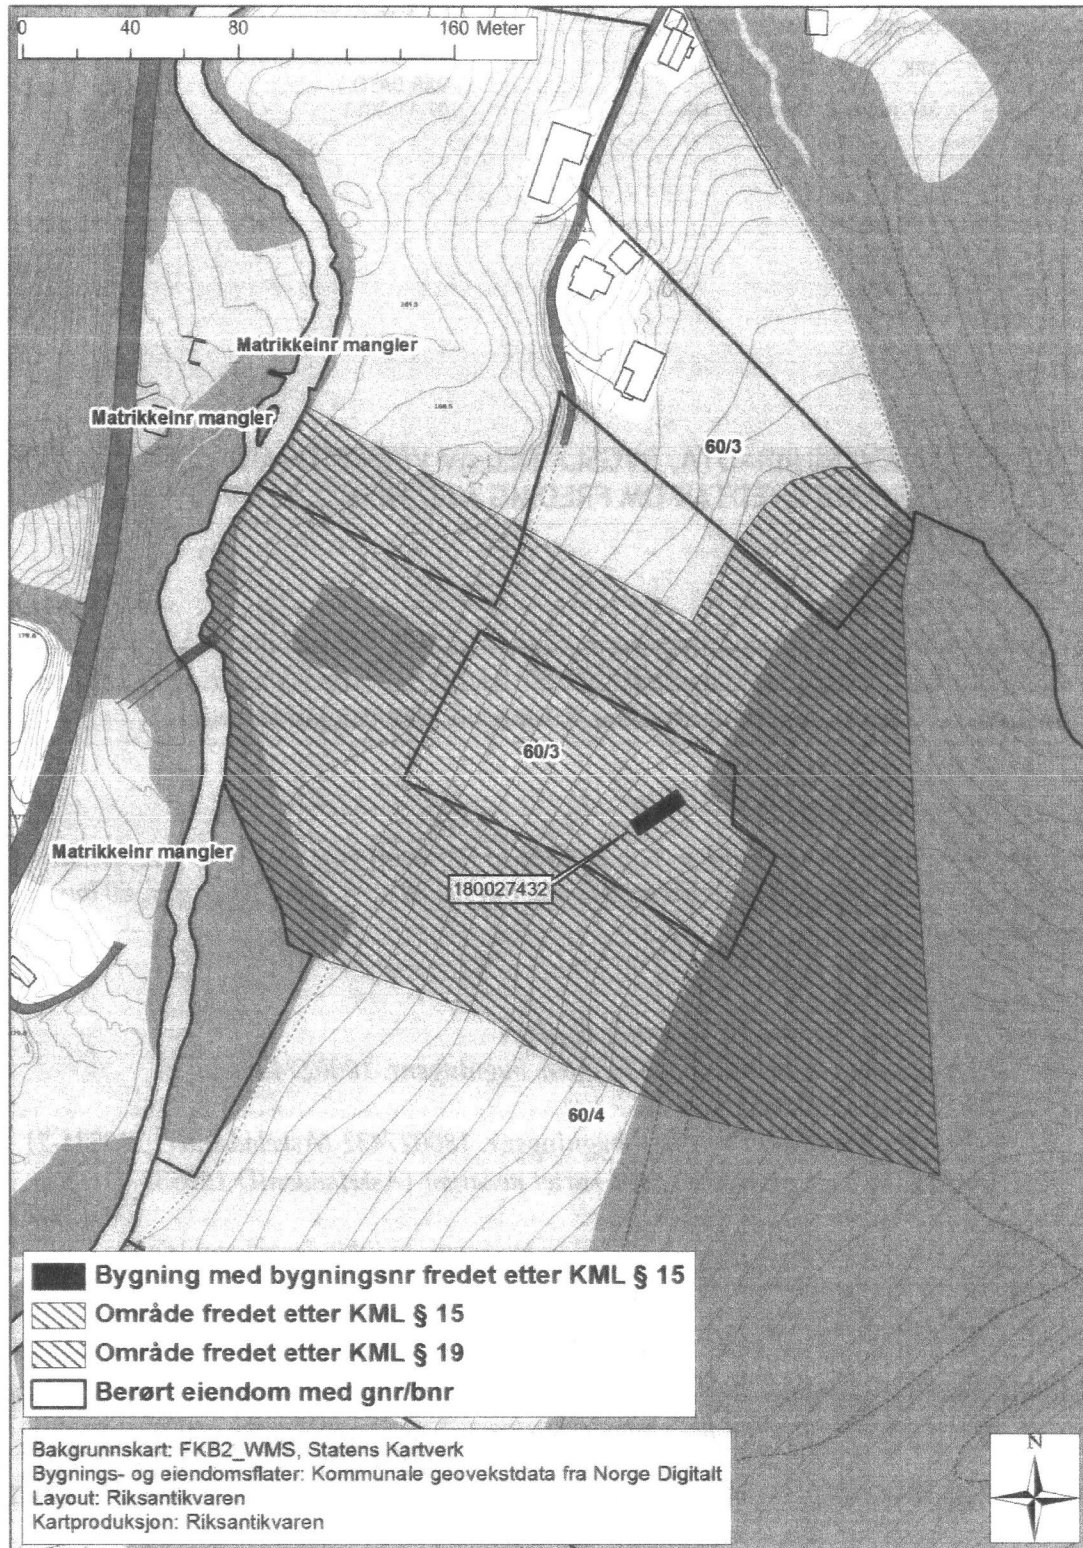 0 40 80 160 Meter
Matrikkelnr mangler
Matrikkelnr mangler
60/3
60/3
Matrikkelnr mangler
180027432
60/4
Bygning med bygningsnr fredet etter KML § 15
Område fredet etter KML § 15
Område fredet etter KML § 19
Berørt eiendom med gnr/bnr
Bakgrunnskart: FKB2_WMS, Statens Kartverk
Bygnings- og eiendomsflater: Kommunale geovekstdata fra Norge Digitalt
Layout: Riksantikvaren
Kartproduksjon: Riksantikvaren
N